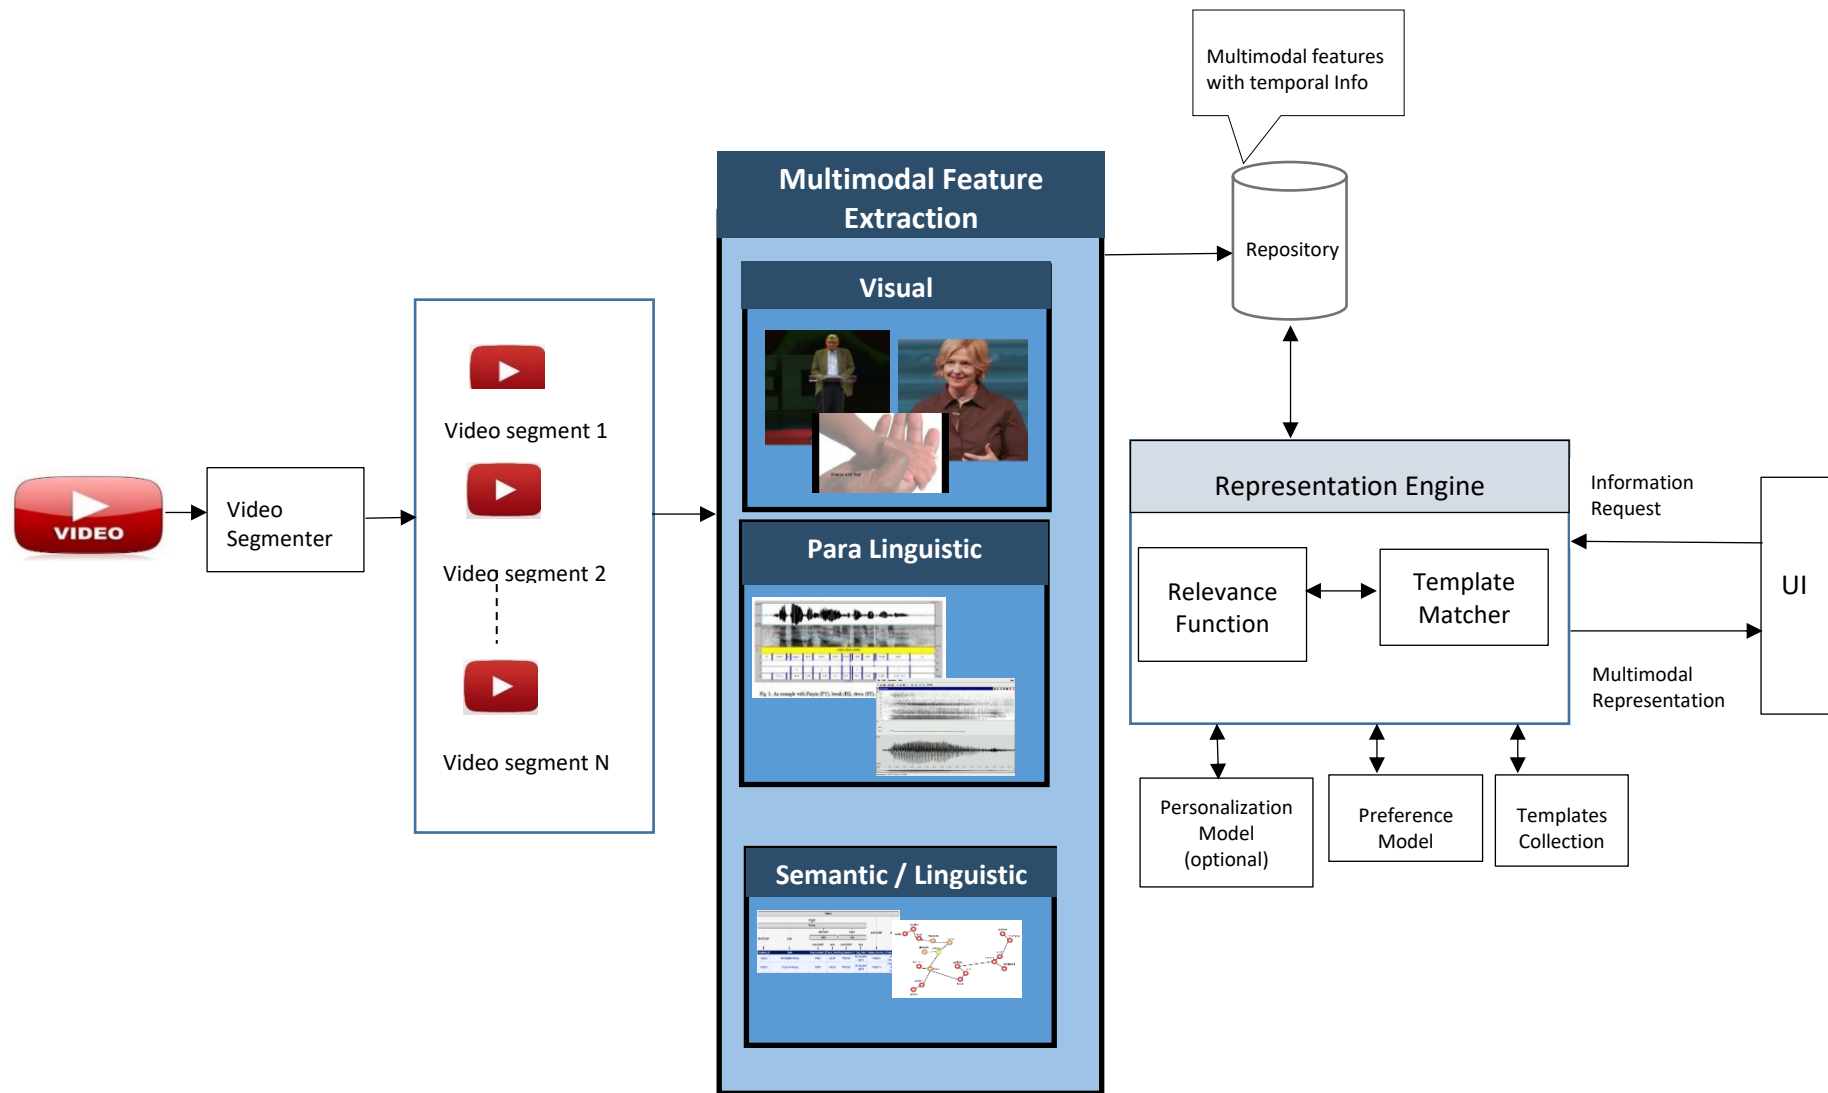 Multimodal features
with temporal Info
Multimodal Feature
Extraction
Repository
Visual
VIDEO
Video
Segmenter
Video segment 1
Video segment 2
Video segment N
Para Linguistic
Semantic / Linguistic
Representation Engine
Relevance
Function
Template
Matcher
Information
Request
UI
Multimodal
Representation
Personalization
Model
(optional)
Preference
Model
Templates
Collection